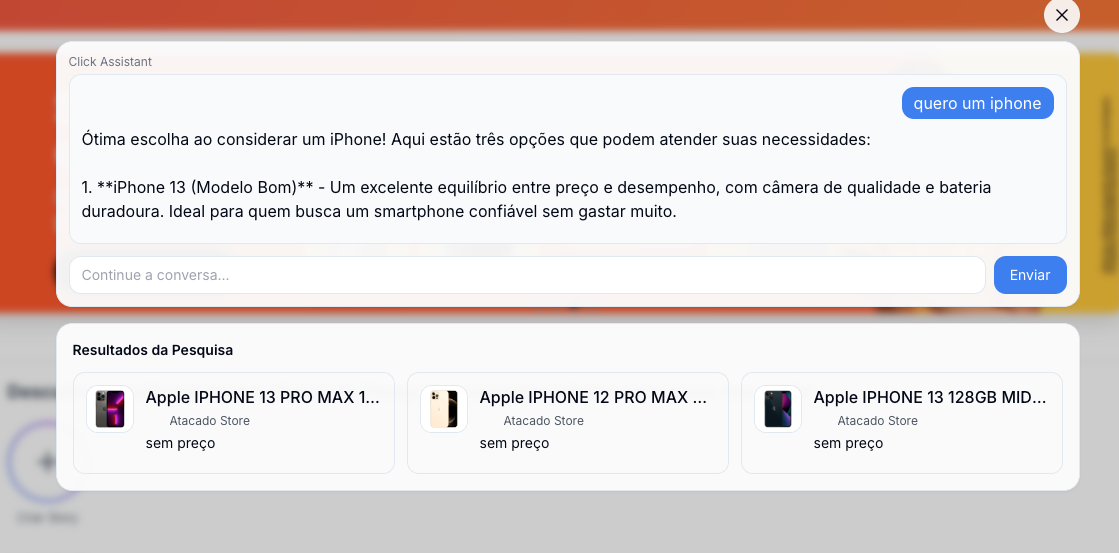 Click Assistant
quero um iphone
Ótima escolha ao considerar um iPhone! Aqui estão três opções que podem atender suas necessidades:
1. **iPhone 13 (Modelo Bom)** - Um excelente equilíbrio entre preço e desempenho, com câmera de qualidade e bateria
duradoura. Ideal para quem busca um smartphone confiável sem gastar muito.
Continue a conversa...
Enviar
Resultados da Pesquisa
Apple IPHONE 13 PRO MAX 1...
Atacado Store
sem preço
Apple IPHONE 12 PRO MAX ...
Atacado Store
sem preço
Apple IPHONE 13 128GB MID...
Atacado Store
sem preço